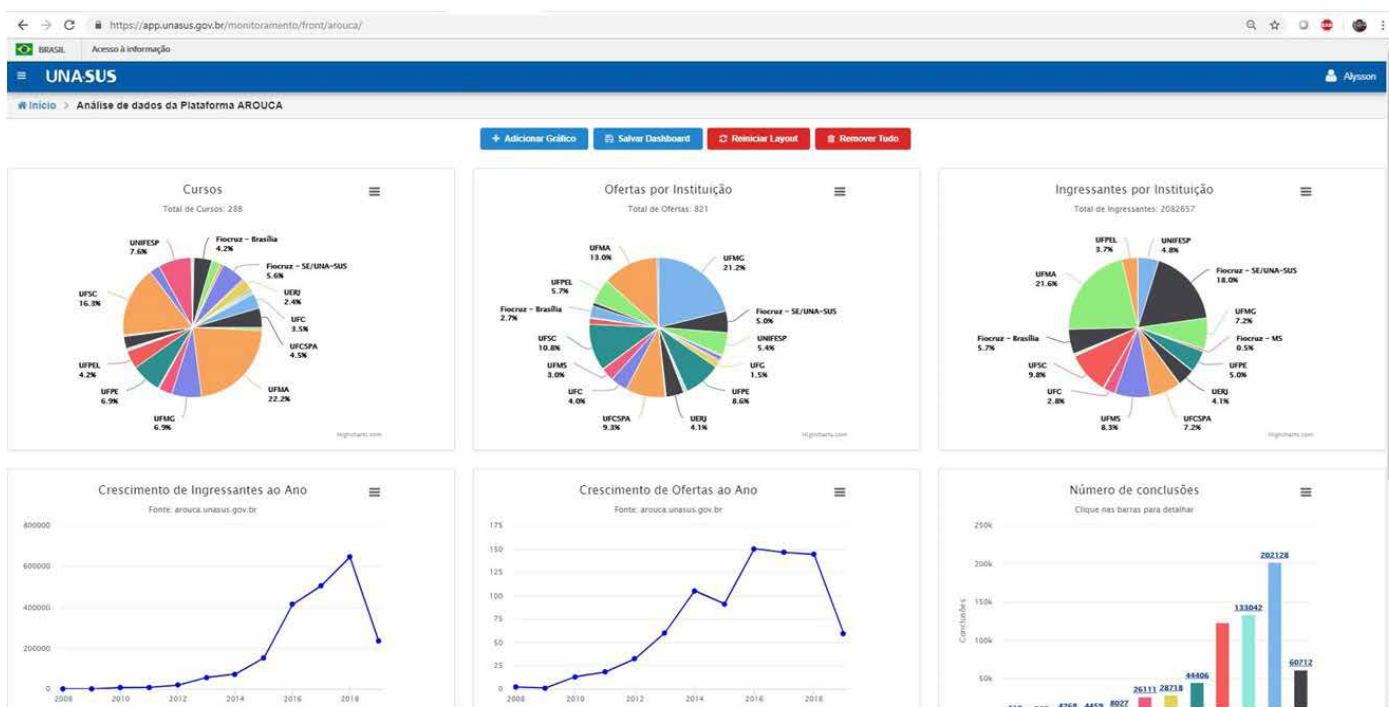 https://app.unasus.gov.br/monitoramento/front/arouca/
BRASIL Acesso à informação
UNA-SUS Alysson
Início > Análise de dados da Plataforma AROUCA
Adicionar Gráfico Salvar Dashboard Reiniciar Layout Remover Tudo
Cursos
Total de Cursos: 288
UNIFESP
7.6%
Fiocruz - Brasília
4.2%
Fiocruz - SE/UNA-SUS
5.6%
UFSC
16.3%
UERJ
2.4%
UFC
3.5%
UFCSPA
4.5%
UFPEL
4.2%
UFPE
6.9%
UFMA
22.2%
UFMG
6.9%
Highcharts.com
Ofertas por Instituição
Total de Ofertas: 821
UFMA
13.0%
UFMG
21.2%
UFPEL
5.7%
Fiocruz - Brasília
2.7%
Fiocruz - SE/UNA-SUS
5.0%
UFSC
10.8%
UNIFESP
5.4%
UFMS
3.0%
UFG
1.5%
UFC
4.0%
UFPE
8.6%
UFCSPA
9.3%
UERJ
4.1%
Highcharts.com
Ingressantes por Instituição
Total de Ingressantes: 2082657
UFPEL
3.7%
UNIFESP
4.8%
UFMA
21.6%
Fiocruz - SE/UNA-SUS
18.0%
UFMG
7.2%
Fiocruz - Brasília
5.7%
Fiocruz - MS
0.5%
UFSC
9.8%
UFPE
5.0%
UFC
2.8%
UERJ
4.1%
UFMS
8.3%
UFCSPA
7.2%
Highcharts.com
Crescimento de Ingressantes ao Ano
Fonte: arouca.unasus.gov.br
800000
600000
400000
200000
0
2008 2010 2012 2014 2016 2018
Crescimento de Ofertas ao Ano
Fonte: arouca.unasus.gov.br
175
150
125
100
75
50
25
0
2008 2010 2012 2014 2016 2018
Número de conclusões
Clique nas barras para detalhar
Conclusões
250k
200k
150k
100k
50k
4268 4459 8027 26111 28718 44406 133042 202128 60712